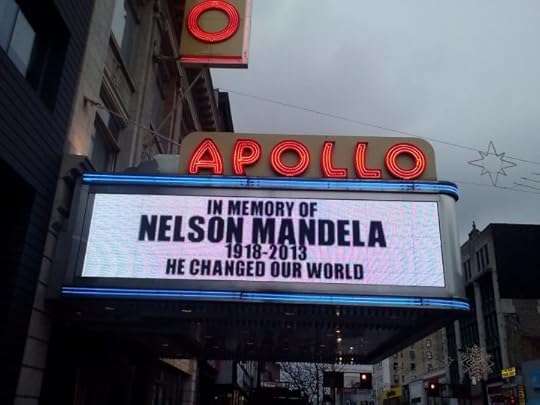 O
APOLLO
IN MEMORY OF
NELSON MANDELA
1918-2013
HE CHANGED OUR WORLD